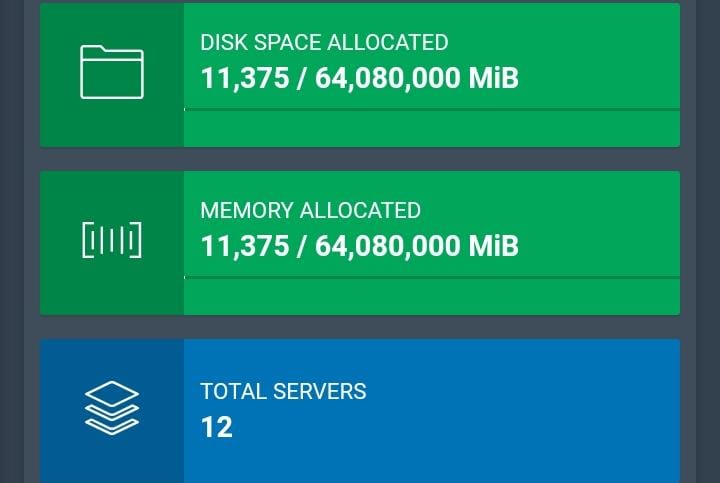 DISK SPACE ALLOCATED
11,375 / 64,080,000 MiB
MEMORY ALLOCATED
11,375 / 64,080,000 MiB
TOTAL SERVERS
12